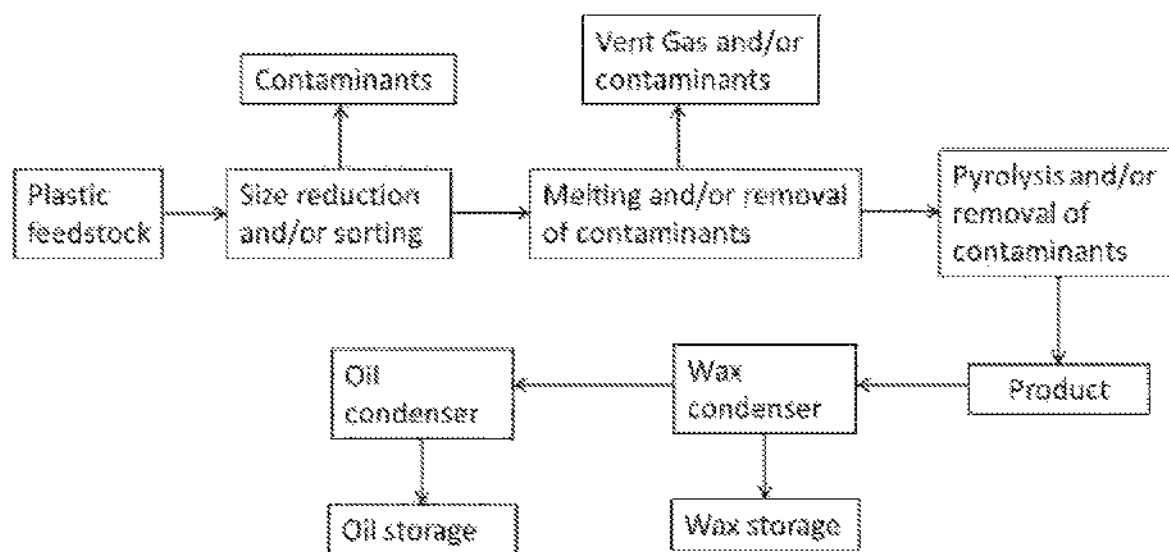 Contaminants
Vent Gas and/or
contaminants
Plastic
feedstock
Size reduction
and/or sorting
Melting and/or removal
of contaminants
Pyrolysis and/or
removal of
contaminants
Oil
condenser
Wax
condenser
Product
Oil storage
Wax storage